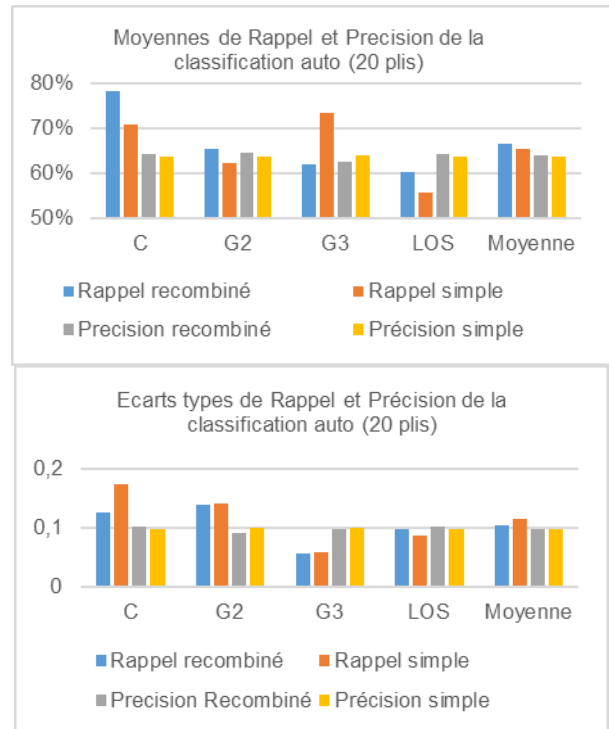 Moyennes de Rappel et Precision de la
classification auto (20 plis)
80%
70%
60%
50%
C G2 G3 LOS Moyenne
Rappel recombiné Rappel simple
Precision recombiné Précision simple
Ecarts types de Rappel et Précision de la
classification auto (20 plis)
0,2
0,1
0
C G2 G3 LOS Moyenne
Rappel recombiné Rappel simple
Precision Recombiné Précision simple